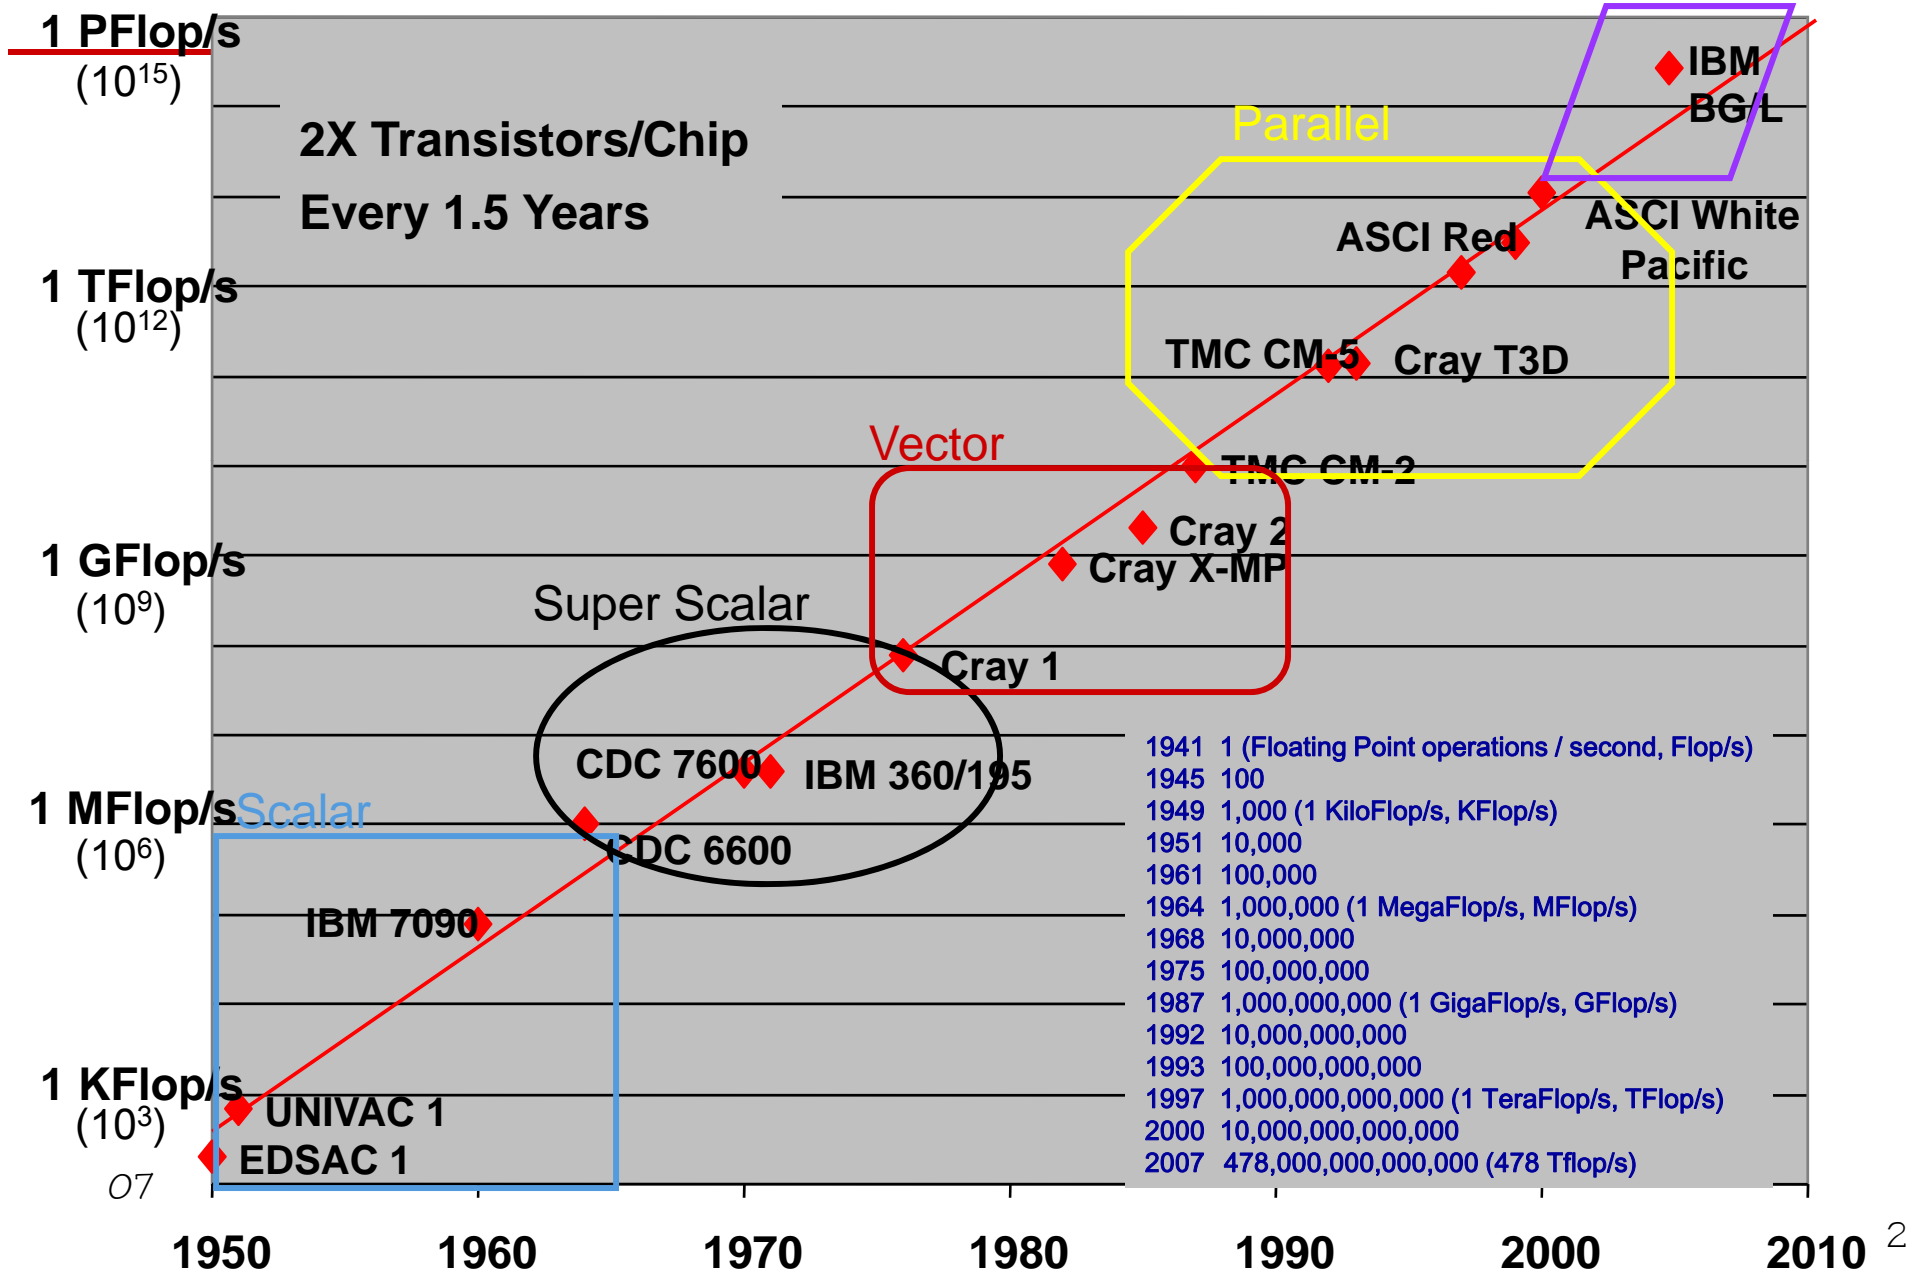 1 PFlop/s
(10¹⁵)
IBM
BG/L
2X Transistors/Chip
Every 1.5 Years
Parallel
ASCI White
Pacific
ASCI Red
1 TFlop/s
(10¹²)
TMC CM-5
Cray T3D
Vector
TMC CM-2
Cray 2
Cray X-MP
1 GFlop/s
(10⁹)
Super Scalar
Cray 1
CDC 7600
IBM 360/195
1 MFlop/s
(10⁶)
Scalar
CDC 6600
IBM 7090
1941 1 (Floating Point operations / second, Flop/s)
1945 100
1949 1,000 (1 KiloFlop/s, KFlop/s)
1951 10,000
1961 100,000
1964 1,000,000 (1 MegaFlop/s, MFlop/s)
1968 10,000,000
1975 100,000,000
1987 1,000,000,000 (1 GigaFlop/s, GFlop/s)
1992 10,000,000,000
1993 100,000,000,000
1997 1,000,000,000,000 (1 TeraFlop/s, TFlop/s)
2000 10,000,000,000,000
2007 478,000,000,000,000 (478 Tflop/s)
1 KFlop/s
(10³)
UNIVAC 1
EDSAC 1
07
1950 1960 1970 1980 1990 2000 2010
2